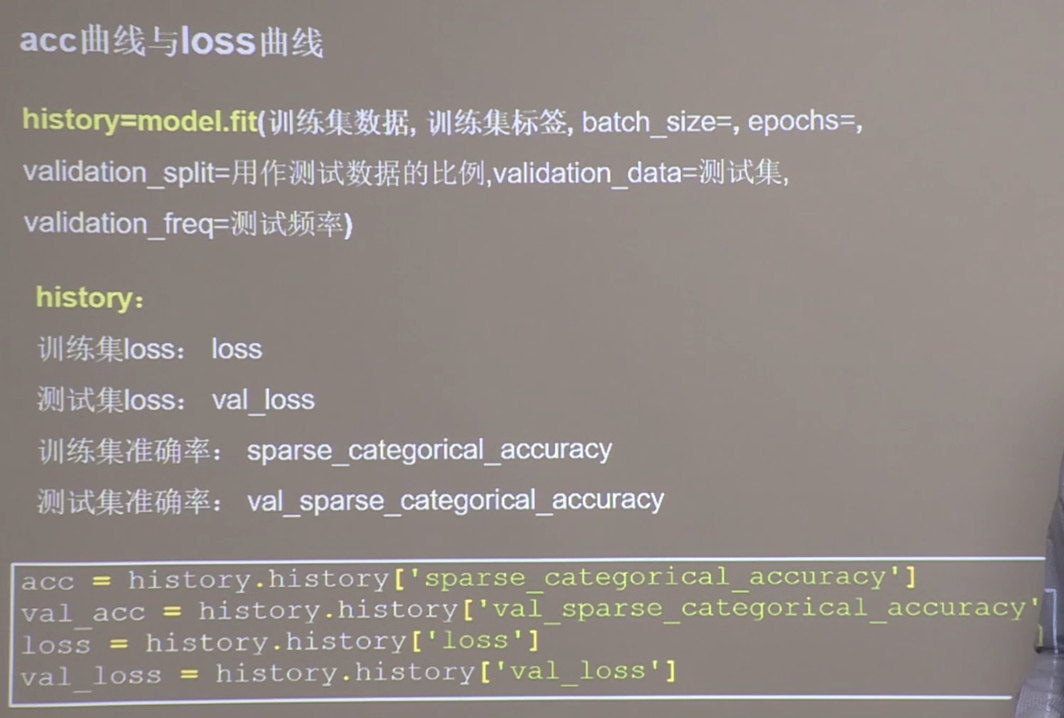 acc曲线与loss曲线
history=model.fit(训练集数据, 训练集标签, batch_size=, epochs=,
validation_split=用作测试数据的比例,validation_data=测试集,
validation_freq=测试频率)
history：
训练集loss： loss
测试集loss： val_loss
训练集准确率： sparse_categorical_accuracy
测试集准确率： val_sparse_categorical_accuracy
acc = history.history['sparse_categorical_accuracy']
val_acc = history.history['val_sparse_categorical_accuracy'
loss = history.history['loss']
val_loss = history.history['val_loss']